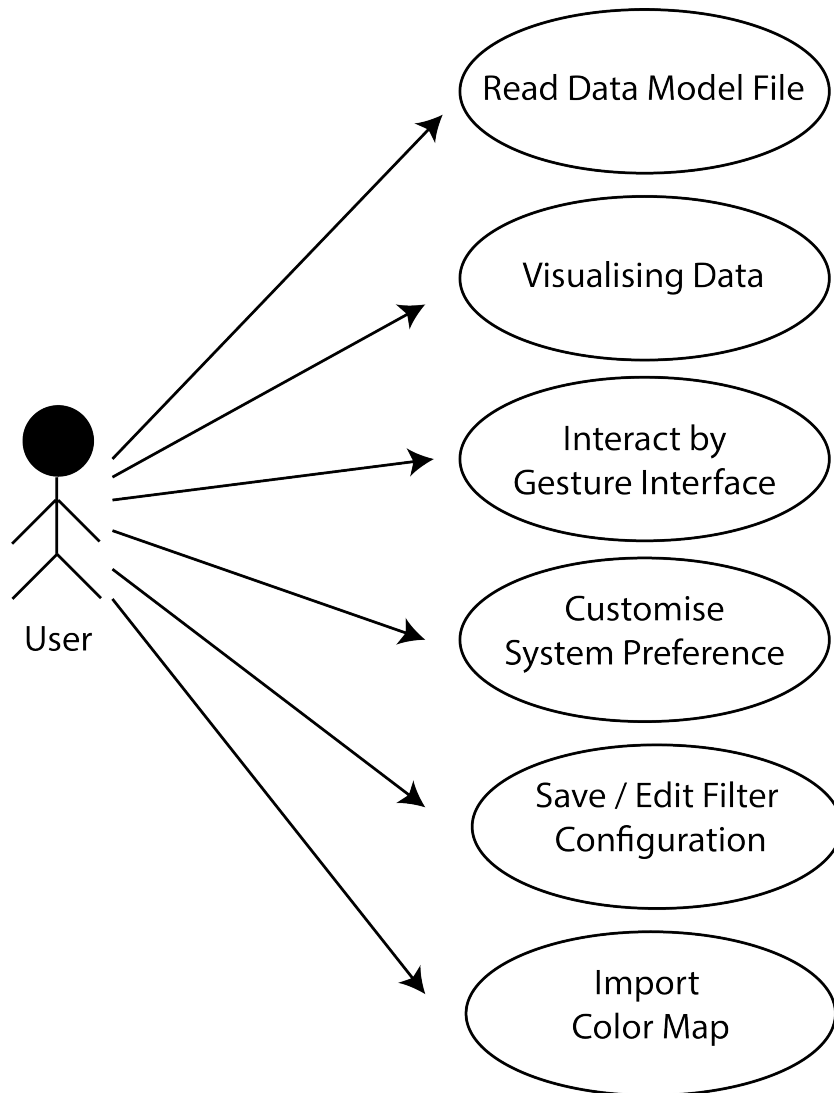 Read Data Model File
Visualising Data
Interact by
Gesture Interface
Customise
System Preference
User
Save / Edit Filter
Configuration
Import
Color Map